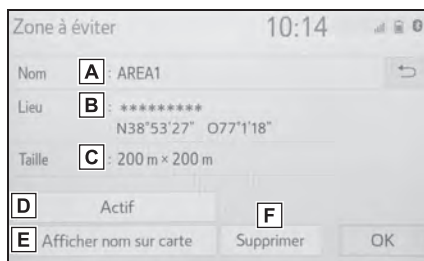 Zone à éviter 10:14
Nom A : AREA1
Lieu B : *********
N38°53'27" O77°1'18"
Taille C : 200 m × 200 m
D Actif F
E Afficher nom sur carte Supprimer OK